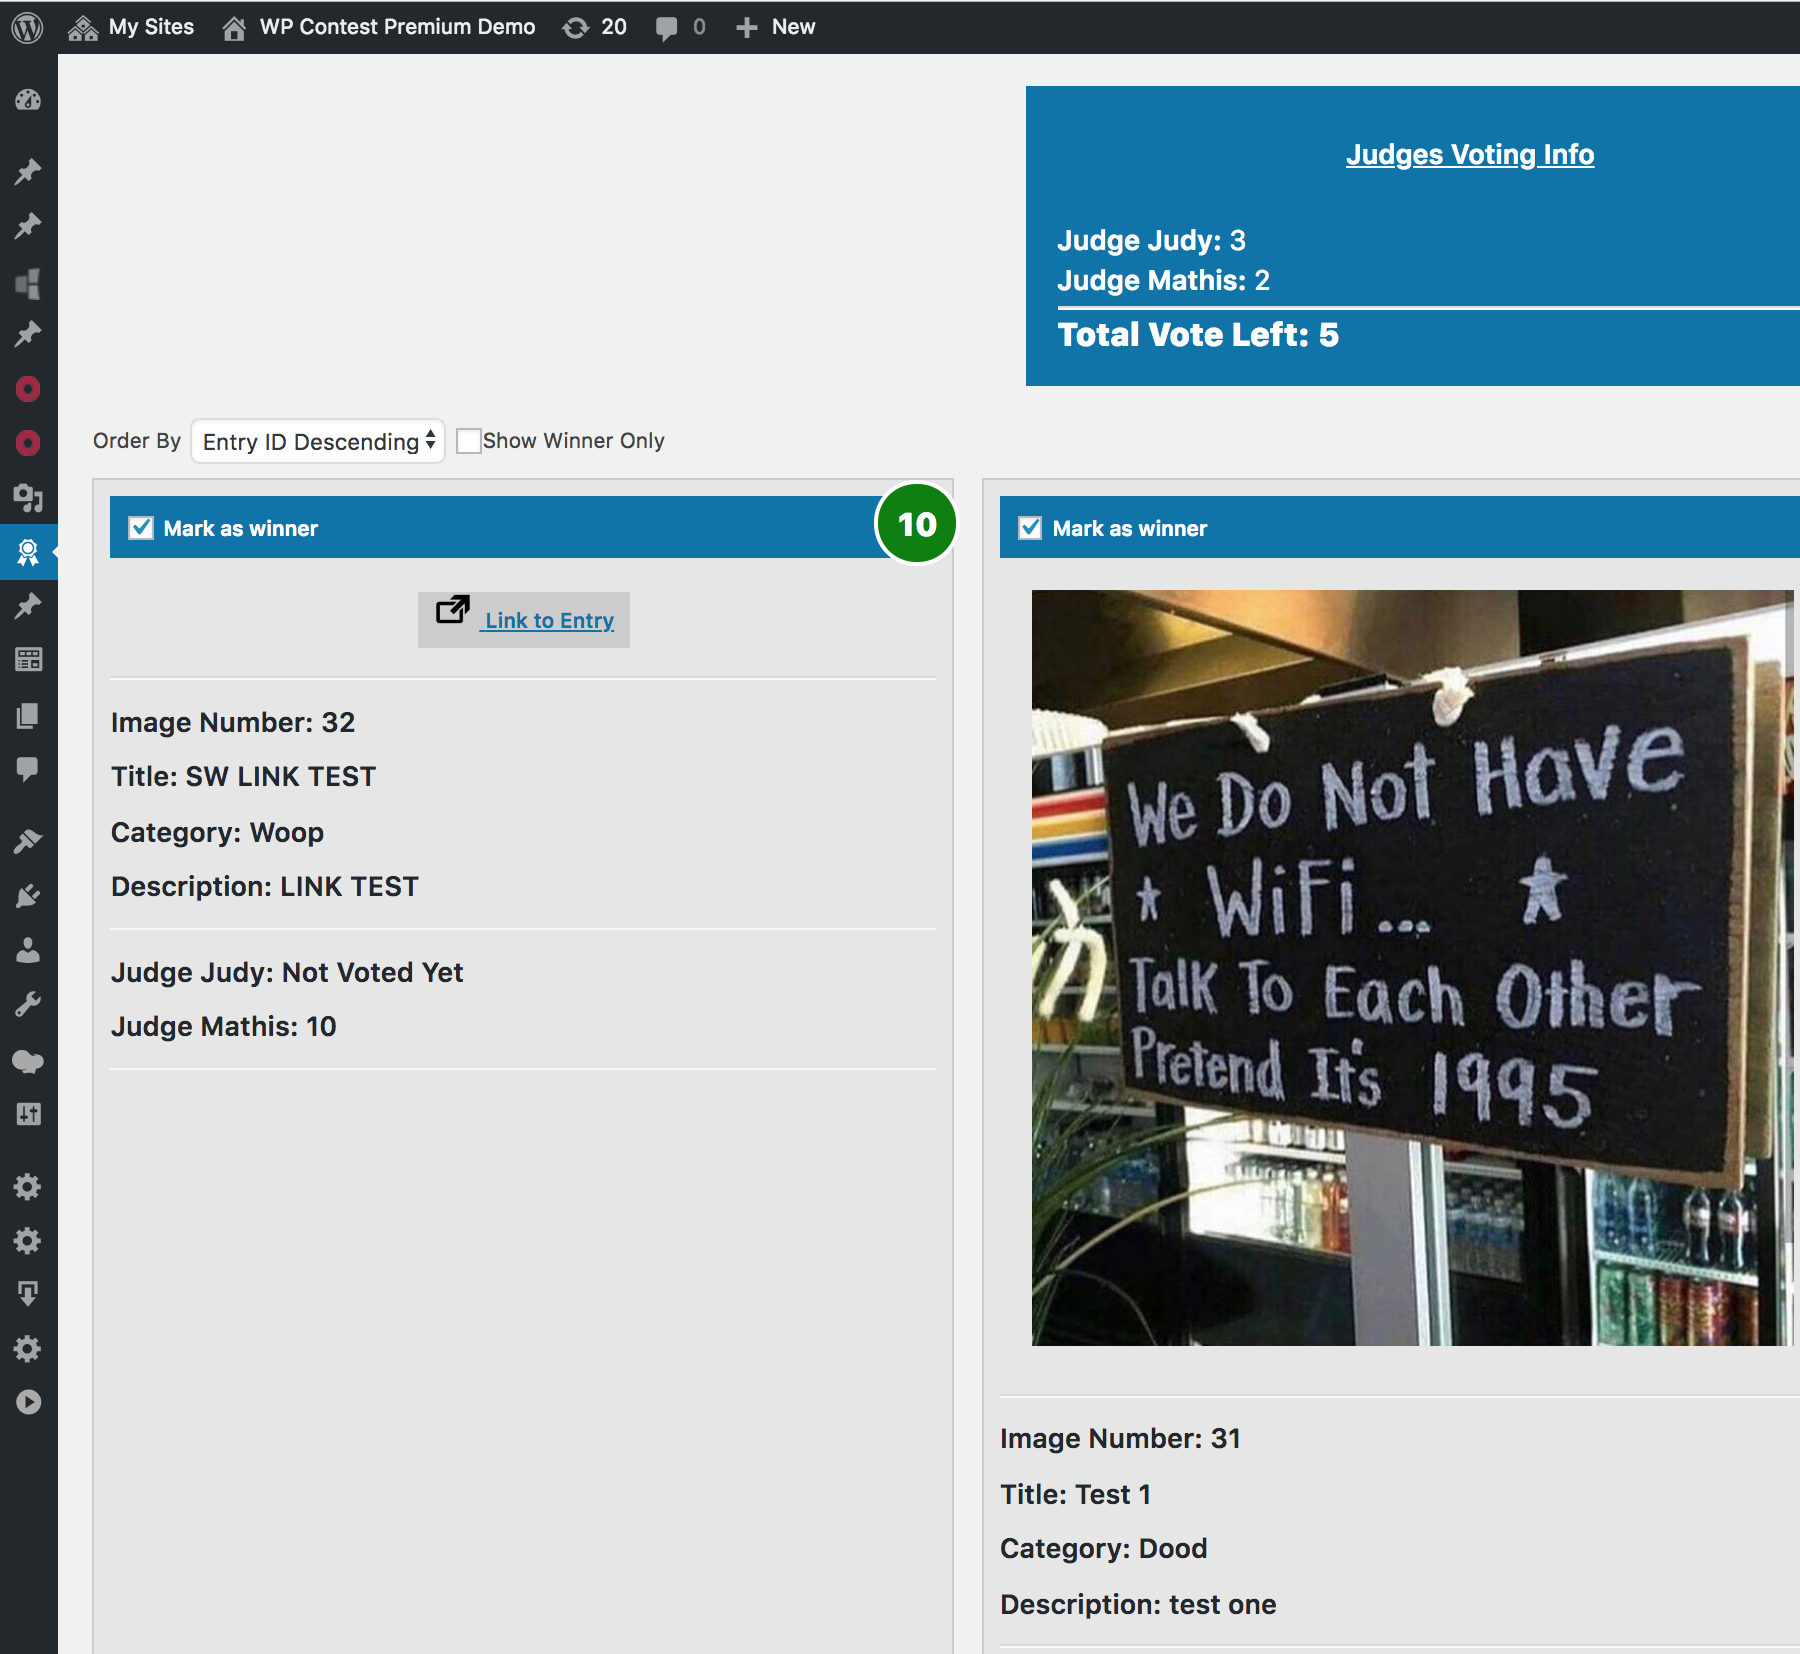 My Sites WP Contest Premium Demo 20 0 New
Judges Voting Info
Judge Judy: 3
Judge Mathis: 2
Total Vote Left: 5
Order By Entry ID Descending Show Winner Only
Mark as winner 10
Link to Entry
Image Number: 32
Title: SW LINK TEST
Category: Woop
Description: LINK TEST
Judge Judy: Not Voted Yet
Judge Mathis: 10
Mark as winner
We Do Not Have
WiFi...
Talk To Each Other
Pretend It's 1995
Image Number: 31
Title: Test 1
Category: Dood
Description: test one